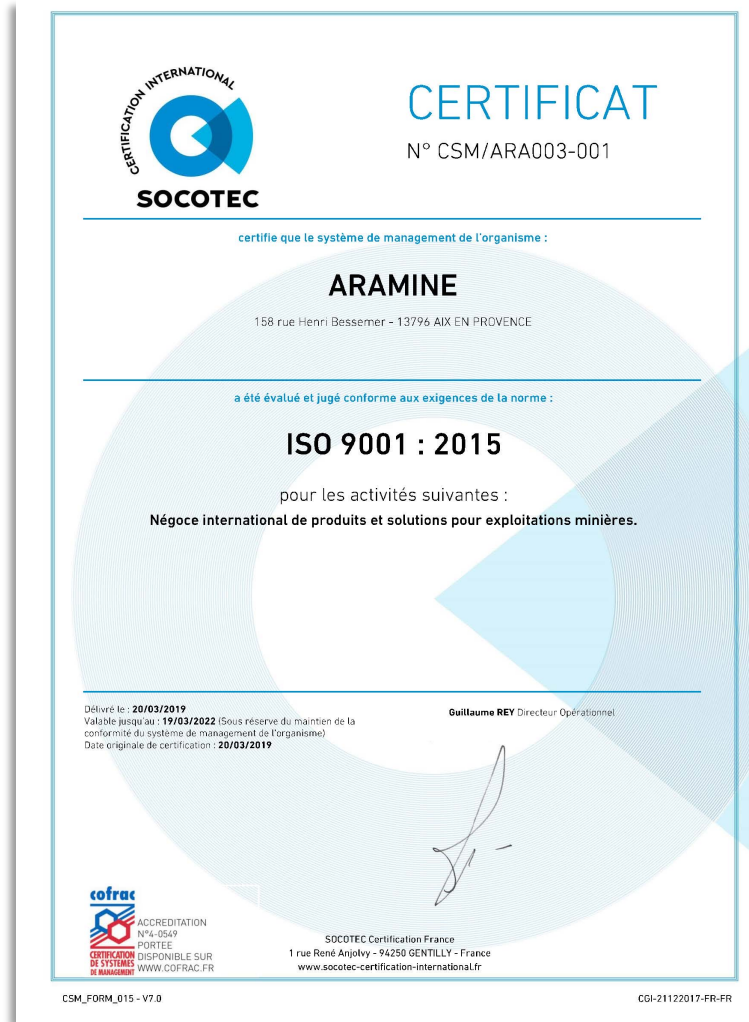 CERTIFICATION INTERNATIONAL
SOCOTEC
CERTIFICAT
N° CSM/ARA003-001
certifie que le système de management de l'organisme :
ARAMINE
158 rue Henri Bessemer - 13796 AIX EN PROVENCE
a été évalué et jugé conforme aux exigences de la norme :
ISO 9001 : 2015
pour les activités suivantes :
Négoce international de produits et solutions pour exploitations minières.
Délivré le : 20/03/2019
Valable jusqu'au : 19/03/2022 (Sous réserve du maintien de la
conformité du système de management de l'organisme)
Date originale de certification : 20/03/2019
Guillaume REY Directeur Opérationnel
cofrac
CERTIFICATION
DE SYSTEMES
DE MANAGEMENT
ACCREDITATION
N°4-0549
PORTEE
DISPONIBLE SUR
WWW.COFRAC.FR
SOCOTEC Certification France
1 rue René Anjolvy - 94250 GENTILLY - France
www.socotec-certification-international.fr
CSM_FORM_015 - V7.0
CGI-21122017-FR-FR